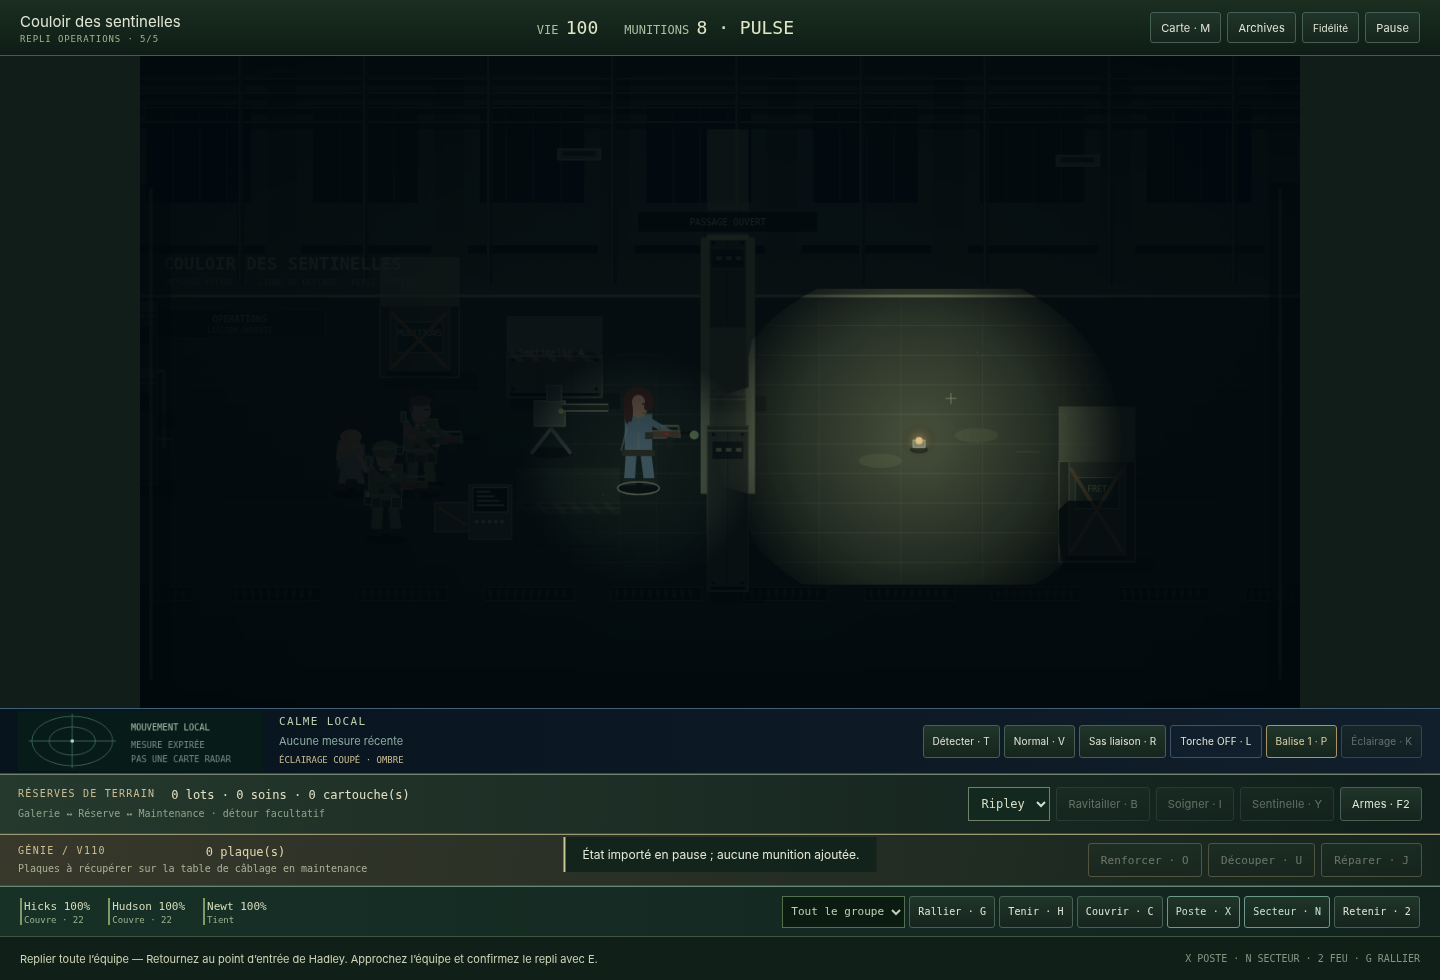 Couloir des sentinelles
REPLI OPERATIONS · 5/5
VIE 100 MUNITIONS 8 · PULSE
Carte · M
Archives
Fidélité
Pause
PASSAGE OUVERT
COULOIR DES SENTINELLES
OPERATIONS
MUNITIONS
FRET
MOUVEMENT LOCAL
MESURE EXPIRÉE
PAS UNE CARTE RADAR
CALME LOCAL
Aucune mesure récente
ÉCLAIRAGE COUPÉ · OMBRE
Détecter · T
Normal · V
Sas liaison · R
Torche OFF · L
Balise 1 · P
Éclairage · K
RÉSERVES DE TERRAIN 0 lots · 0 soins · 0 cartouche(s)
Galerie ↔ Réserve ↔ Maintenance · détour facultatif
Ripley
Ravitailler · B
Soigner · I
Sentinelle · Y
Armes · F2
GÉNIE / V110 0 plaque(s)
Plaques à récupérer sur la table de câblage en maintenance
État importé en pause ; aucune munition ajoutée.
Renforcer · O
Découper · U
Réparer · J
Hicks 100%
Couvre · 22
Hudson 100%
Couvre · 22
Newt 100%
Tient
Tout le groupe
Rallier · G
Tenir · H
Couvrir · C
Poste · X
Secteur · N
Retenir · 2
Replier toute l'équipe — Retournez au point d'entrée de Hadley. Approchez l'équipe et confirmez le repli avec E.
X POSTE · N SECTEUR · 2 FEU · G RALLIER